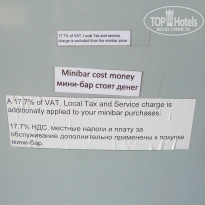 TOP HOTELS
17.7% of VAT, Local Tax and Service
charge is excluded from the minibar price.
Minibar cost money
мини-бар стоят денег
A 17.7% of VAT, Local Tax and Service charge is
additionally applied to your minibar purchases.
17.7% НДС, местные налоги и плату за
обслуживание дополнительно применены к покупке
мини-бар.